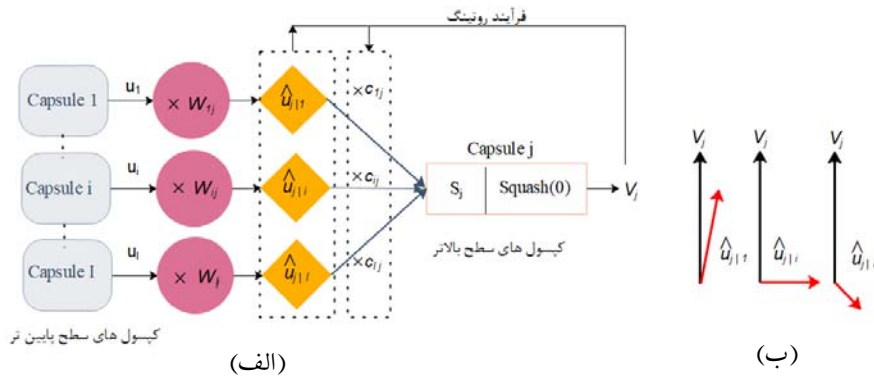 فرآیند روتینگ
Capsule 1
u1
× W1j
û j|1
×c1j
Capsule i
ui
× Wij
û j|i
×cij
Capsule I
uI
× Wj
û j|i
×cIj
Capsule j
Sj
Squash(0)
Vj
کپسول های سطح بالاتر
کپسول های سطح پایین تر
(الف)
Vj
Vj
Vj
û j|1
û j|i
û j|i
(ب)